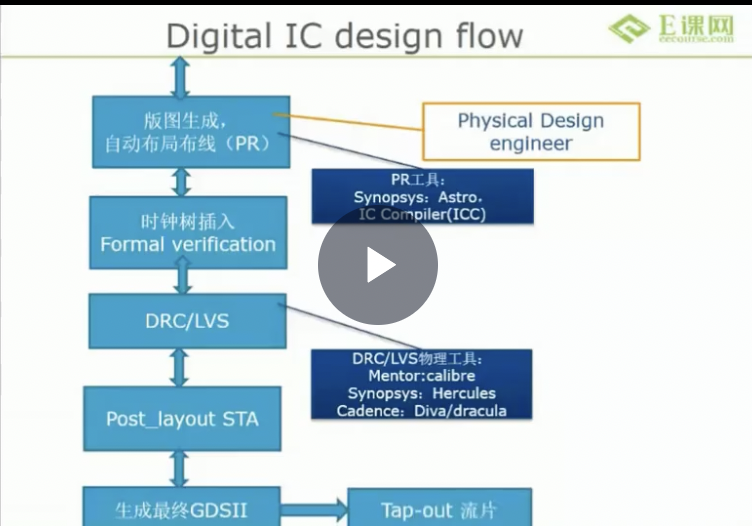 Digital IC design flow
E课网
eecourse.com
版图生成，
自动布局布线（PR）
Physical Design
engineer
PR工具：
Synopsys：Astro，
IC Compiler(ICC)
时钟树插入
Formal verification
DRC/LVS
DRC/LVS物理工具：
Mentor:calibre
Synopsys：Hercules
Cadence：Diva/dracula
Post_layout STA
生成最终GDSII
Tap-out 流片